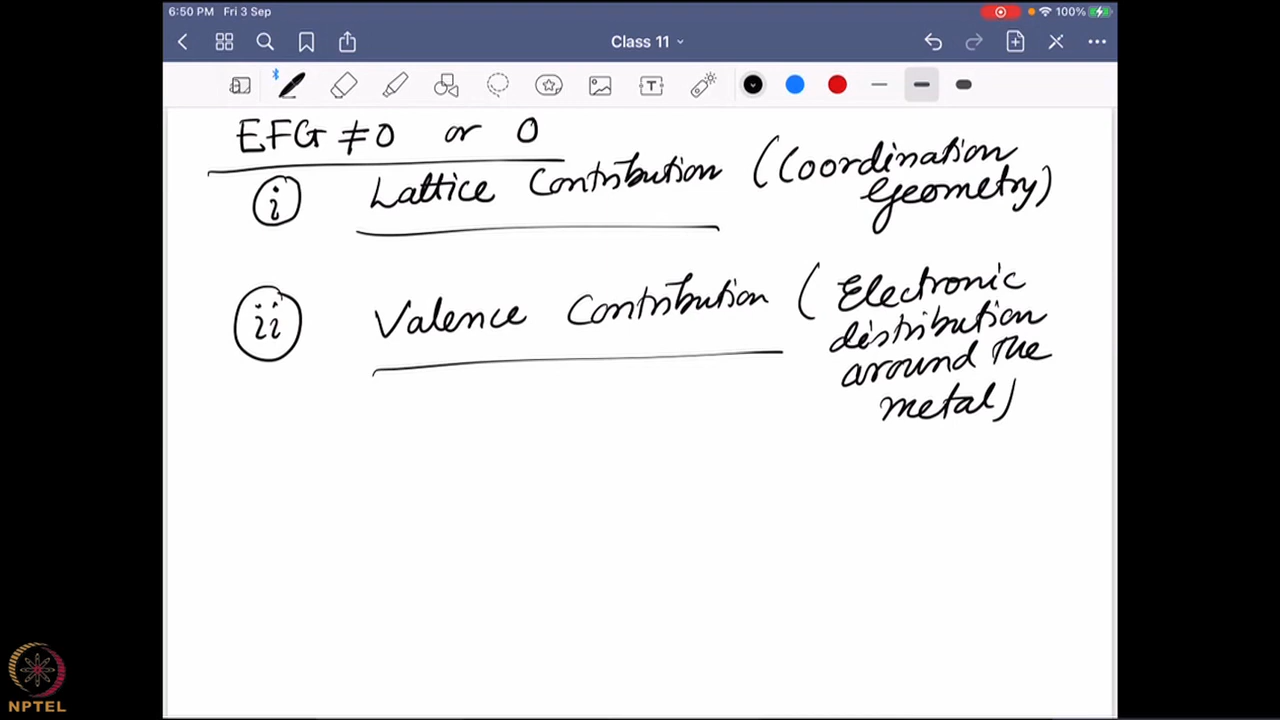 6:50 PM Fri 3 Sep
100%
Class 11
T
EFG ≠ 0 or 0
i Lattice Contribution (Coordination
Geometry)
ii Valence Contribution (Electronic
distribution
around the
metal)
NPTEL